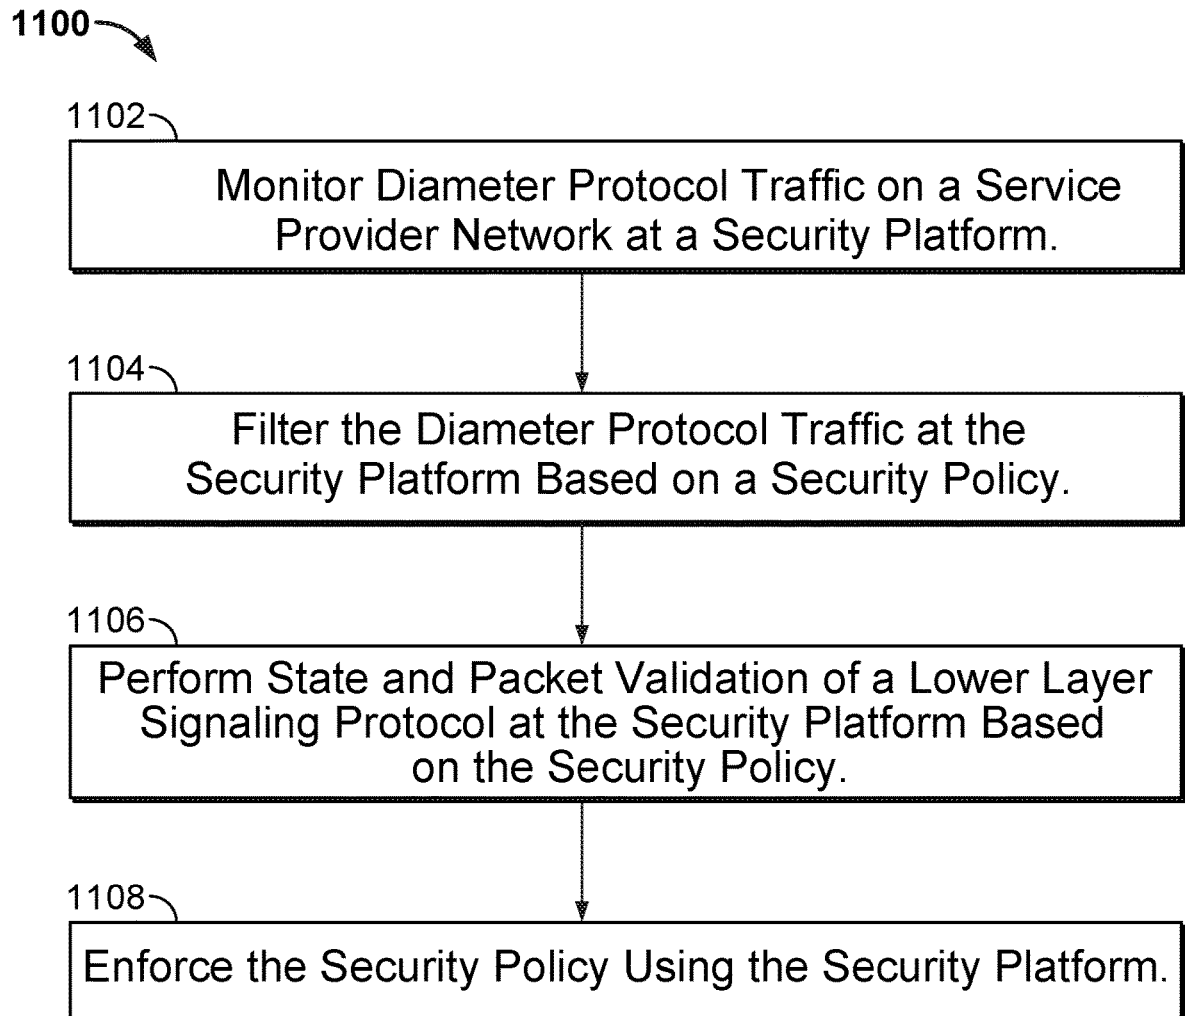 1100
1102
Monitor Diameter Protocol Traffic on a Service
Provider Network at a Security Platform.
1104
Filter the Diameter Protocol Traffic at the
Security Platform Based on a Security Policy.
1106
Perform State and Packet Validation of a Lower Layer
Signaling Protocol at the Security Platform Based
on the Security Policy.
1108
Enforce the Security Policy Using the Security Platform.